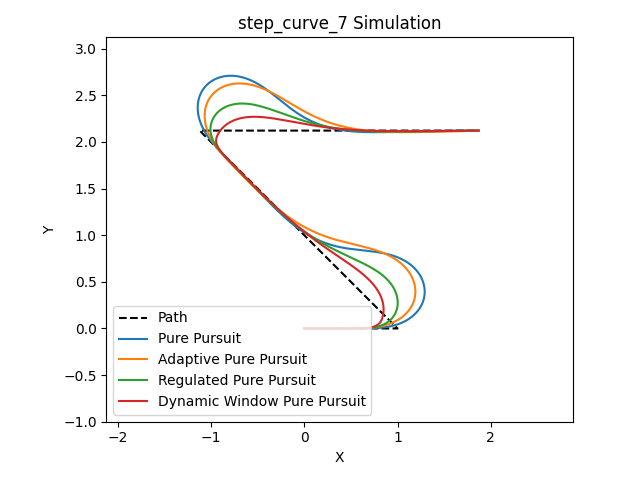 step_curve_7 Simulation
3.0
2.5
2.0
1.5
1.0
0.5
0.0
−0.5
−1.0
Y
Path
Pure Pursuit
Adaptive Pure Pursuit
Regulated Pure Pursuit
Dynamic Window Pure Pursuit
−2 −1 0 1 2
X